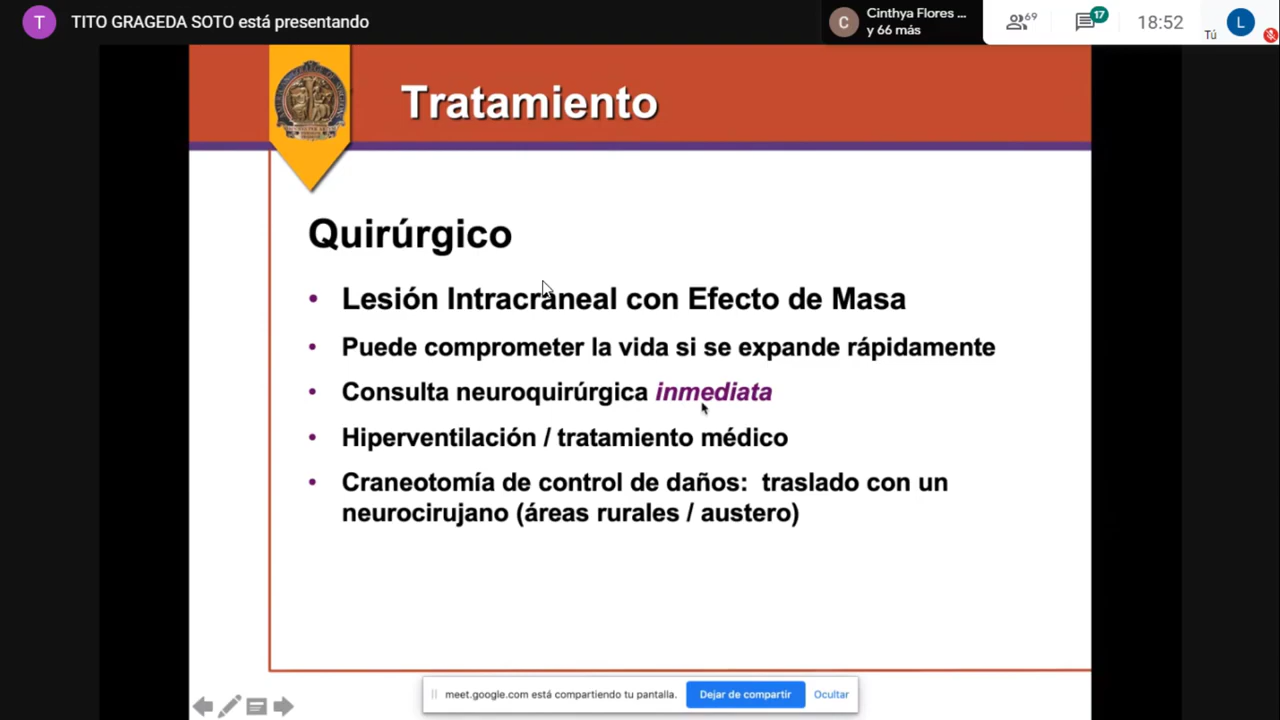 T
TITO GRAGEDA SOTO está presentando
C
Cinthya Flores ...
y 66 más
69
17
18:52
Tú
L
Tratamiento
Quirúrgico
• Lesión Intracraneal con Efecto de Masa
• Puede comprometer la vida si se expande rápidamente
• Consulta neuroquirúrgica inmediata
• Hiperventilación / tratamiento médico
• Craneotomía de control de daños: traslado con un
neurocirujano (áreas rurales / austero)
meet.google.com está compartiendo tu pantalla.
Dejar de compartir
Ocultar